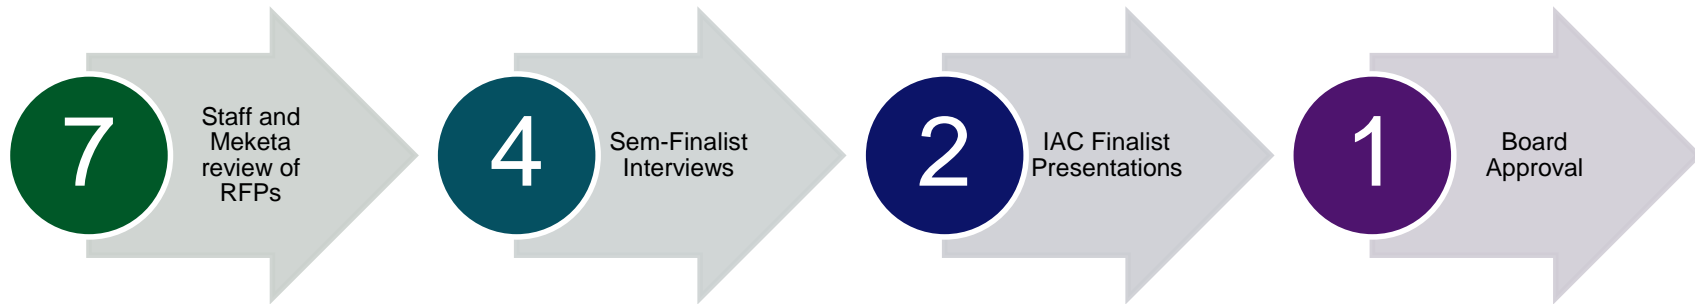 7
Staff and
Meketa
review of
RFPs
4
Sem-Finalist
Interviews
2
IAC Finalist
Presentations
1
Board
Approval